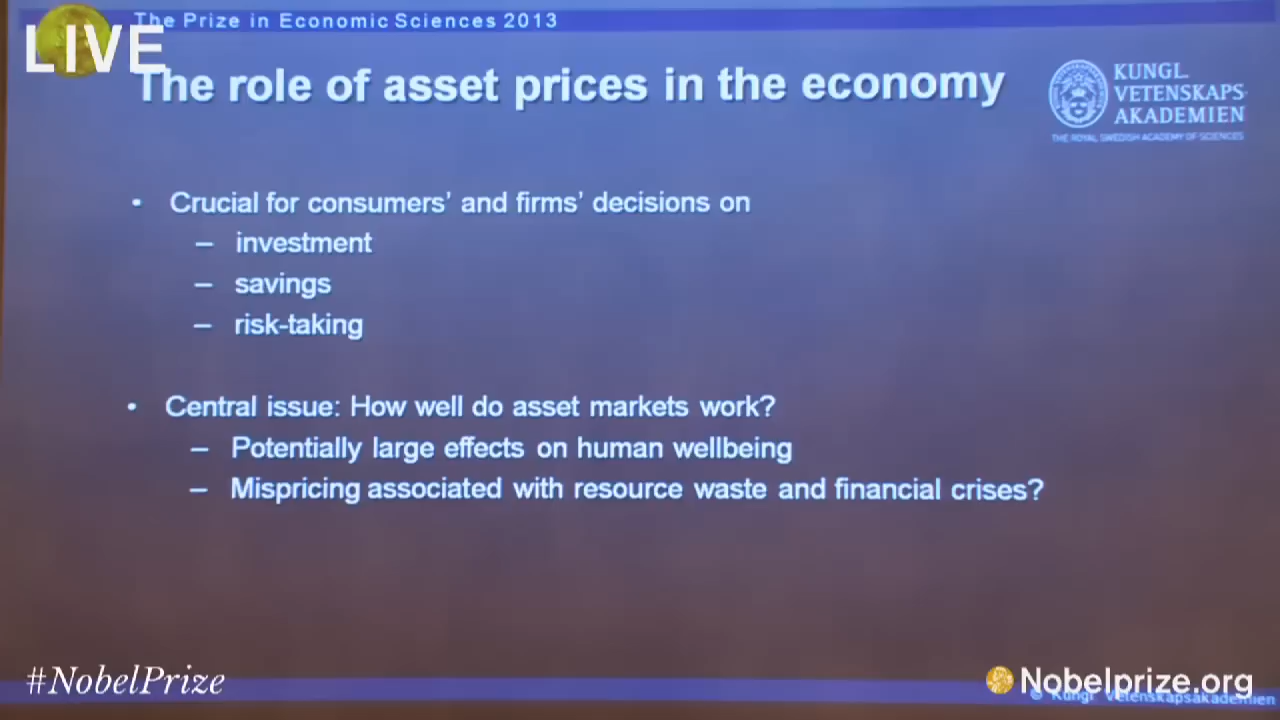 The Prize in Economic Sciences 2013
LIVE
The role of asset prices in the economy
KUNGL.
VETENSKAPS-
AKADEMIEN
THE ROYAL SWEDISH ACADEMY OF SCIENCES
• Crucial for consumers' and firms' decisions on
– investment
– savings
– risk-taking
• Central issue: How well do asset markets work?
– Potentially large effects on human wellbeing
– Mispricing associated with resource waste and financial crises?
#NobelPrize
Nobelprize.org
© Kungl Vetenskapsakademien